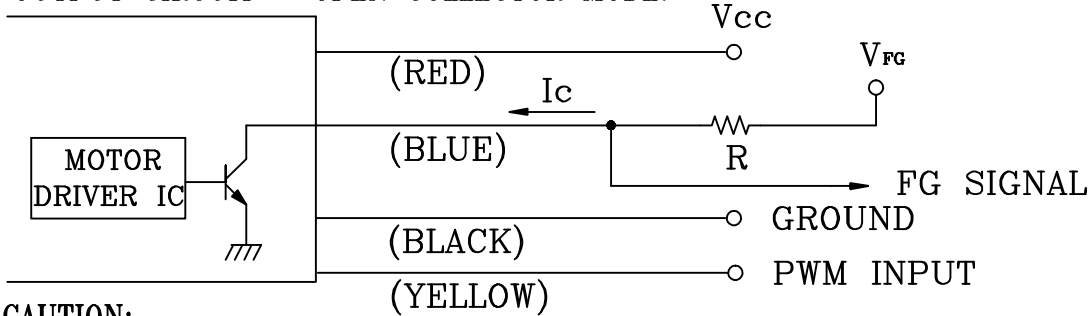 Vcc
(RED)
VFG
Ic
(BLUE)
R
MOTOR
DRIVER IC
FG SIGNAL
(BLACK)
GROUND
(YELLOW)
PWM INPUT
CAUTION: